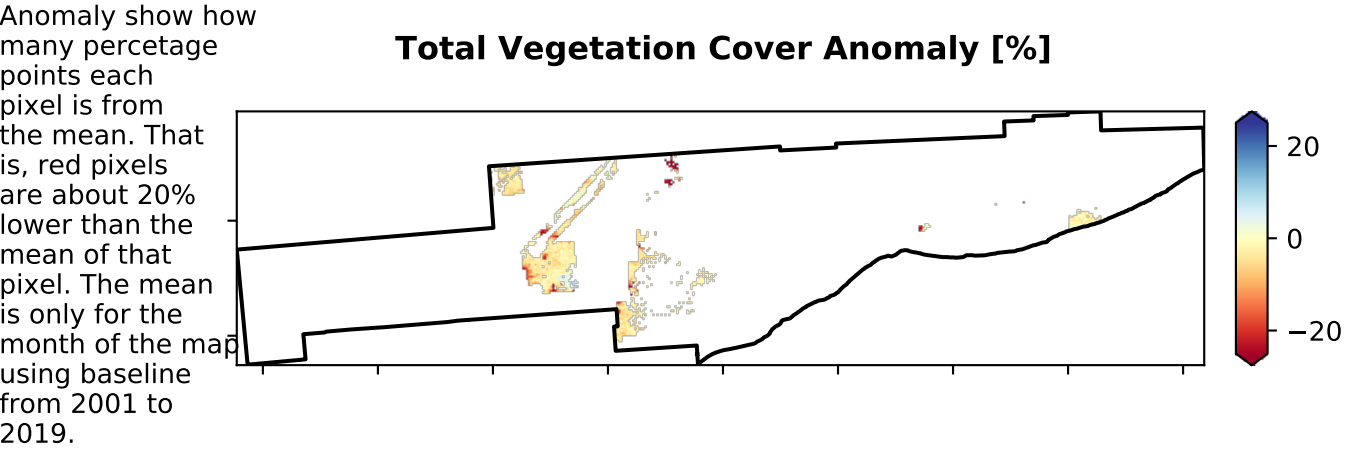 Anomaly show how
many percetage
points each
pixel is from
the mean. That
is, red pixels
are about 20%
lower than the
mean of that
pixel. The mean
is only for the
month of the map
using baseline
from 2001 to
2019.
Total Vegetation Cover Anomaly [%]
20
0
−20